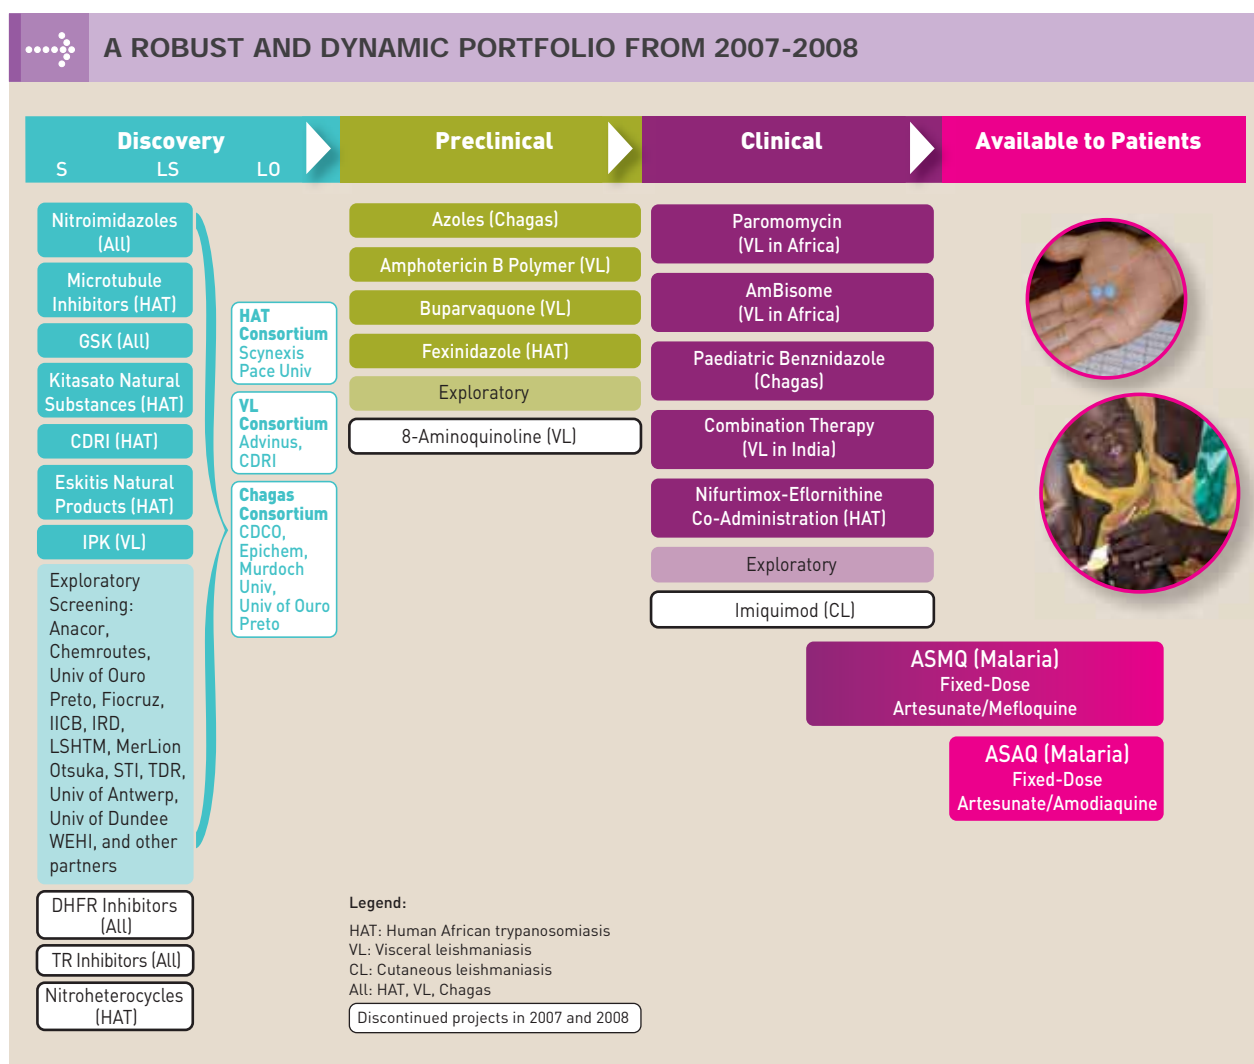 A ROBUST AND DYNAMIC PORTFOLIO FROM 2007-2008
Discovery
S LS LO
Preclinical
Clinical
Available to Patients
Nitroimidazoles
(All)
Microtubule
Inhibitors (HAT)
GSK (All)
Kitasato Natural
Substances (HAT)
CDRI (HAT)
Eskitis Natural
Products (HAT)
IPK (VL)
Exploratory
Screening:
Anacor,
Chemroutes,
Univ of Ouro
Preto, Fiocruz,
IICB, IRD,
LSHTM, MerLion
Otsuka, STI, TDR,
Univ of Antwerp,
Univ of Dundee
WEHI, and other
partners
DHFR Inhibitors
(All)
TR Inhibitors (All)
Nitroheterocycles
(HAT)
HAT
Consortium
Scynexis
Pace Univ
VL
Consortium
Advinus,
CDRI
Chagas
Consortium
CDCO,
Epichem,
Murdoch
Univ,
Univ of Ouro
Preto
Azoles (Chagas)
Amphotericin B Polymer (VL)
Buparvaquone (VL)
Fexinidazole (HAT)
Exploratory
8-Aminoquinoline (VL)
Paromomycin
(VL in Africa)
AmBisome
(VL in Africa)
Paediatric Benznidazole
(Chagas)
Combination Therapy
(VL in India)
Nifurtimox-Eflornithine
Co-Administration (HAT)
Exploratory
Imiquimod (CL)
ASMQ (Malaria)
Fixed-Dose
Artesunate/Mefloquine
ASAQ (Malaria)
Fixed-Dose
Artesunate/Amodiaquine
Legend:
HAT: Human African trypanosomiasis
VL: Visceral leishmaniasis
CL: Cutaneous leishmaniasis
All: HAT, VL, Chagas
Discontinued projects in 2007 and 2008